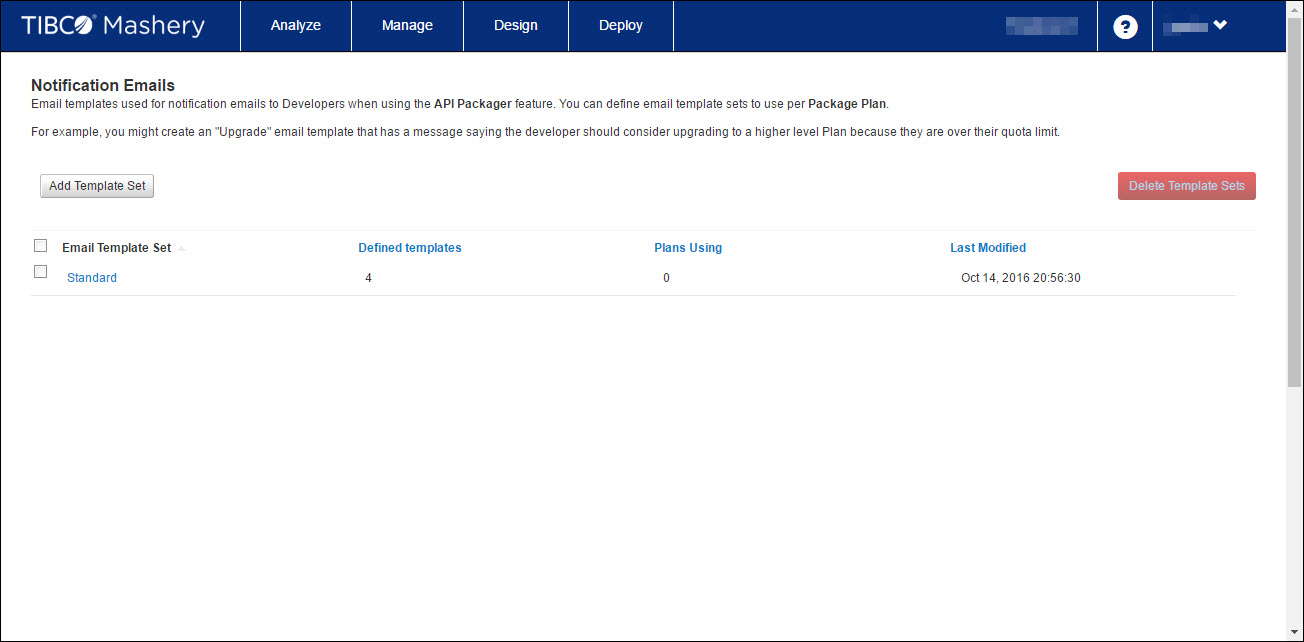 TIBCO® Mashery Analyze Manage Design Deploy ?
Notification Emails
Email templates used for notification emails to Developers when using the API Packager feature. You can define email template sets to use per Package Plan.
For example, you might create an "Upgrade" email template that has a message saying the developer should consider upgrading to a higher level Plan because they are over their quota limit.
Add Template Set Delete Template Sets
Email Template Set Defined templates Plans Using Last Modified
Standard 4 0 Oct 14, 2016 20:56:30